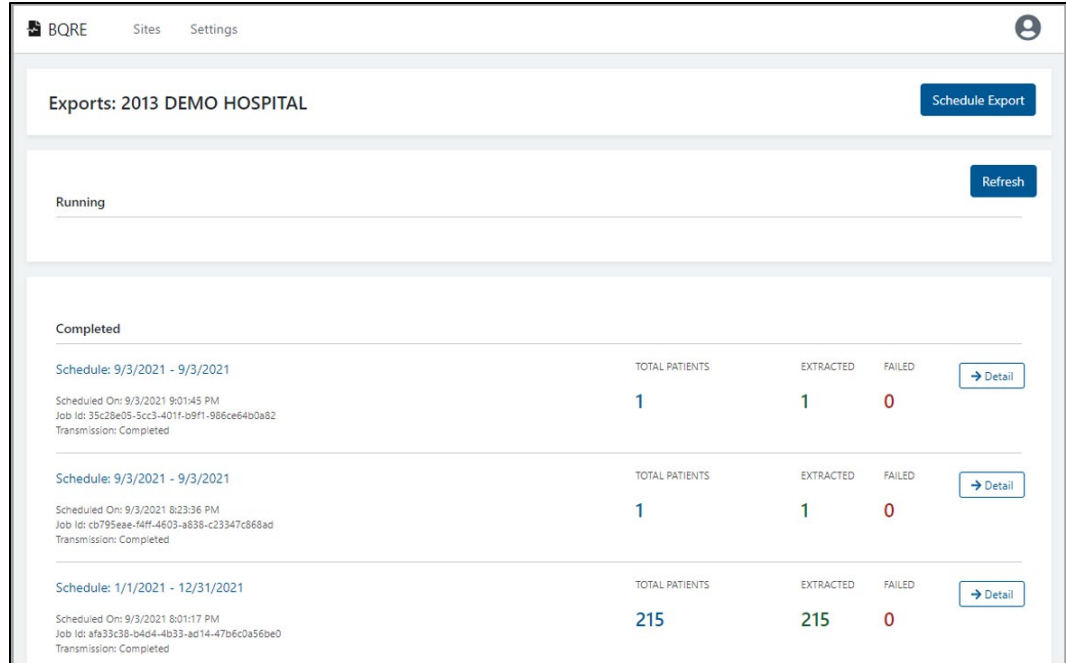 BQRE Sites Settings
Exports: 2013 DEMO HOSPITAL Schedule Export
Refresh
Running
Completed
Schedule: 9/3/2021 - 9/3/2021 TOTAL PATIENTS EXTRACTED FAILED
→ Detail
Scheduled On: 9/3/2021 9:01:45 PM 1 1 0
Job Id: 35c28e05-5cc3-401f-b9f1-986ce64b0a82
Transmission: Completed
Schedule: 9/3/2021 - 9/3/2021 TOTAL PATIENTS EXTRACTED FAILED
→ Detail
Scheduled On: 9/3/2021 8:23:36 PM 1 1 0
Job Id: cb795eae-f4ff-4603-a838-c23347c868ad
Transmission: Completed
Schedule: 1/1/2021 - 12/31/2021 TOTAL PATIENTS EXTRACTED FAILED
→ Detail
Scheduled On: 9/3/2021 8:01:17 PM 215 215 0
Job Id: afa33c38-b4d4-4b33-ad14-47b6c0a56be0
Transmission: Completed